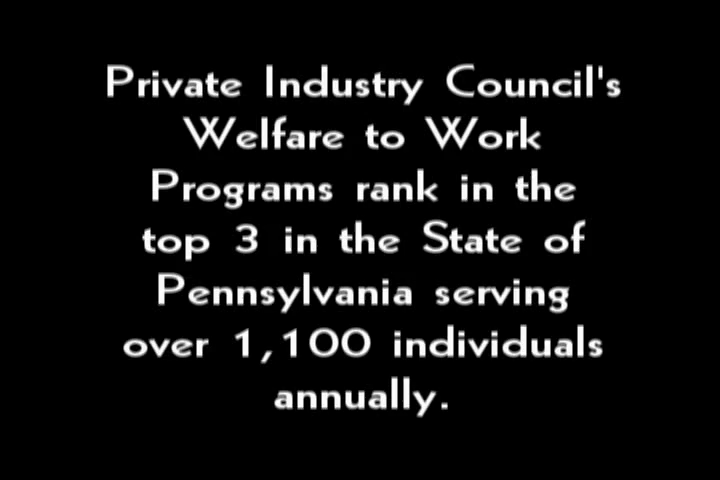 Private Industry Council's
Welfare to Work
Programs rank in the
top 3 in the State of
Pennsylvania serving
over 1,100 individuals
annually.